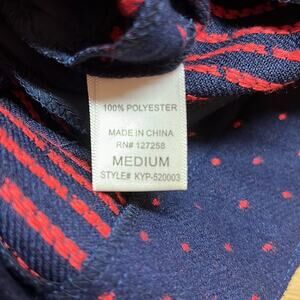 100% POLYESTER
MADE IN CHINA
RN# 127258
MEDIUM
STYLE# KYP-520003